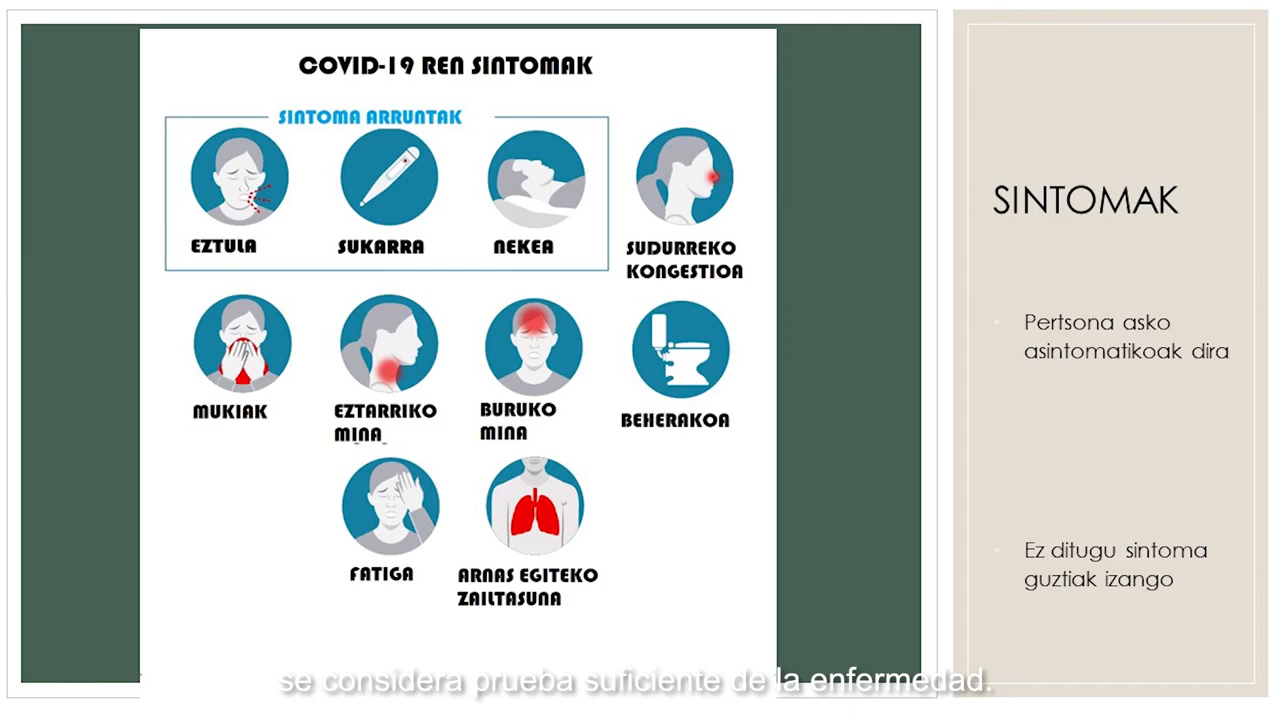 COVID-19 REN SINTOMAK
SINTOMA ARRUNTAK
EZTULA
SUKARRA
NEKEA
SUDURREKO
KONGESTIOA
MUKIAK
EZTARRIKO
MINA
BURUKO
MINA
BEHERAKOA
FATIGA
ARNAS EGITEKO
ZAILTASUNA
SINTOMAK
Pertsona asko
asintomatikoak dira
Ez ditugu sintoma
guztiak izango
se considera prueba suficiente de la enfermedad.